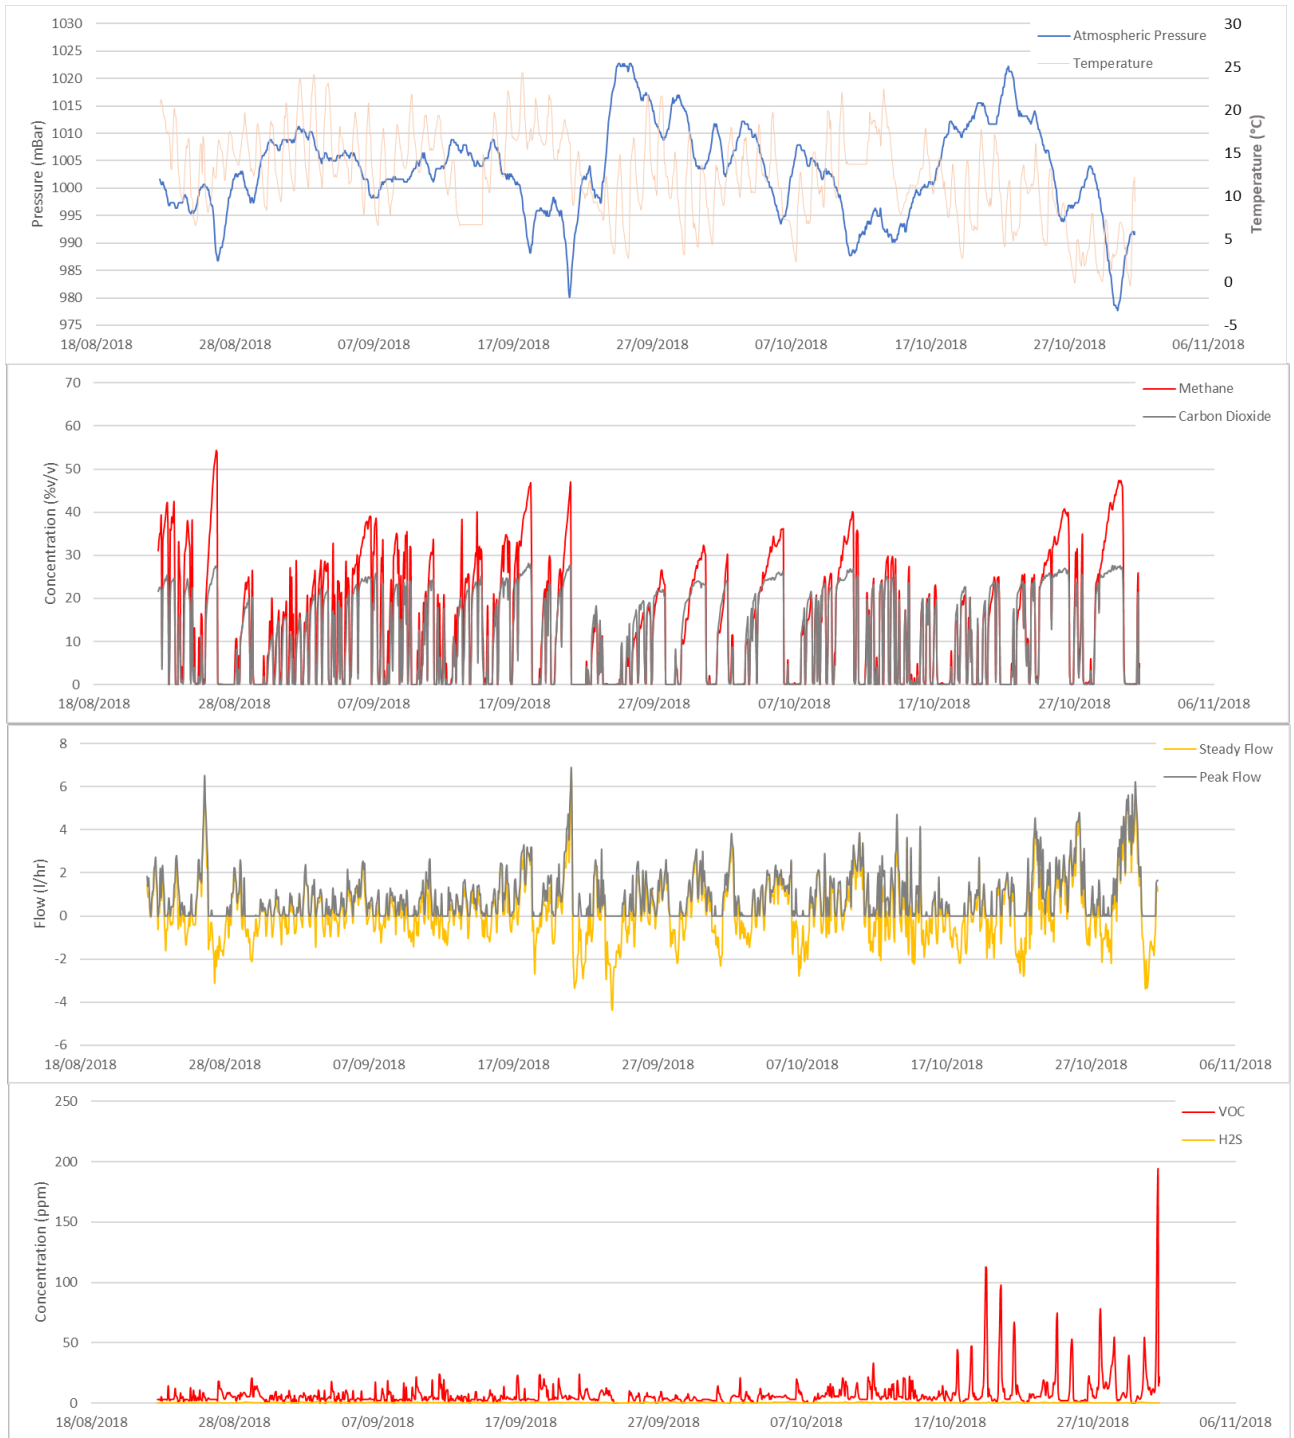 1030
1025
1020
1015
1010
1005
1000
995
990
985
980
975
Pressure (mBar)
30
25
20
15
10
5
0
-5
Temperature (°C)
Atmospheric Pressure
Temperature
18/08/2018 28/08/2018 07/09/2018 17/09/2018 27/09/2018 07/10/2018 17/10/2018 27/10/2018 06/11/2018
70
60
50
40
30
20
10
0
Concentration (%v/v)
Methane
Carbon Dioxide
18/08/2018 28/08/2018 07/09/2018 17/09/2018 27/09/2018 07/10/2018 17/10/2018 27/10/2018 06/11/2018
8
6
4
2
0
-2
-4
-6
Flow (l/hr)
Steady Flow
Peak Flow
18/08/2018 28/08/2018 07/09/2018 17/09/2018 27/09/2018 07/10/2018 17/10/2018 27/10/2018 06/11/2018
250
200
150
100
50
0
Concentration (ppm)
VOC
H2S
18/08/2018 28/08/2018 07/09/2018 17/09/2018 27/09/2018 07/10/2018 17/10/2018 27/10/2018 06/11/2018